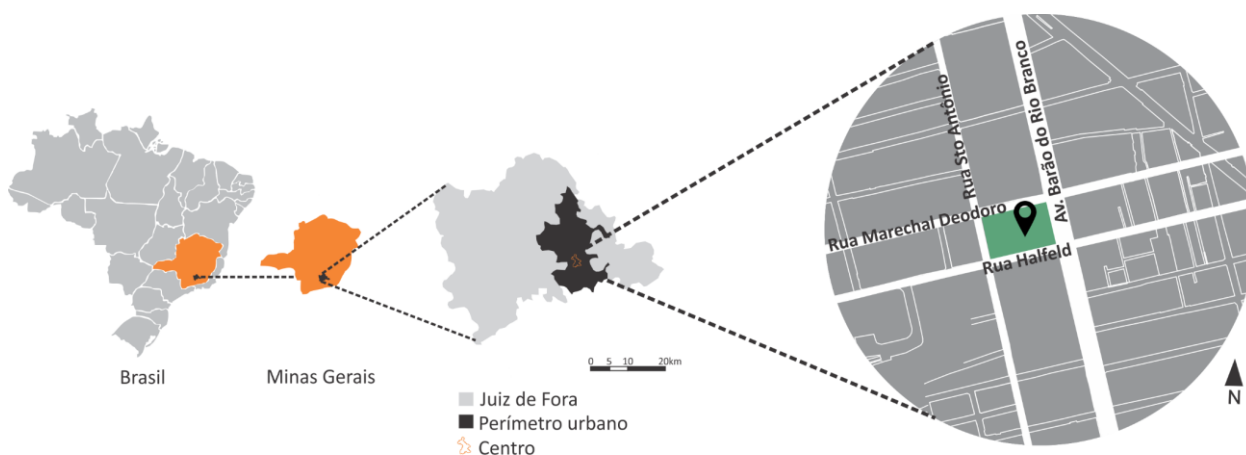 Brasil
Minas Gerais
0 5 10 20km
Juiz de Fora
Perímetro urbano
Centro
Rua Sto Antônio
Av. Barão do Rio Branco
Rua Marechal Deodoro
Rua Halfeld
N